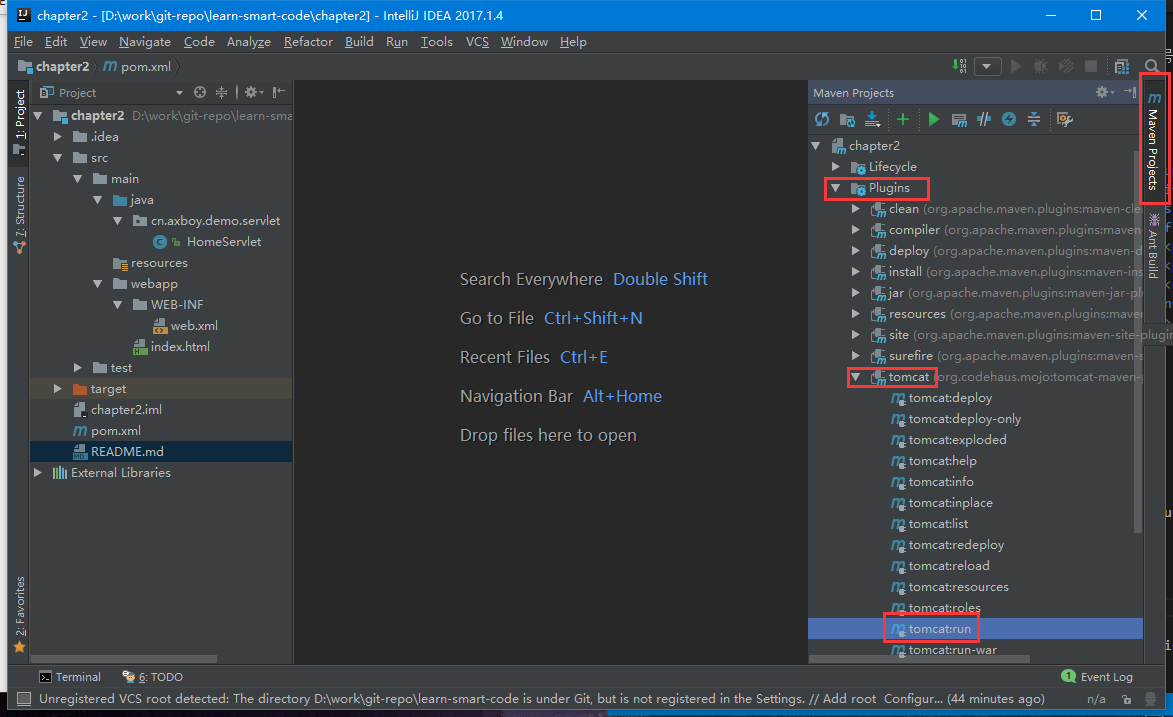 chapter2 - [D:\work\git-repo\learn-smart-code\chapter2] - IntelliJ IDEA 2017.1.4
File Edit View Navigate Code Analyze Refactor Build Run Tools VCS Window Help
chapter2 pom.xml
1: Project
7: Structure
2: Favorites
Project
chapter2 D:\work\git-repo\learn-sma
.idea
src
main
java
cn.axboy.demo.servlet
HomeServlet
resources
webapp
WEB-INF
web.xml
index.html
test
target
chapter2.iml
pom.xml
README.md
External Libraries
Search Everywhere Double Shift
Go to File Ctrl+Shift+N
Recent Files Ctrl+E
Navigation Bar Alt+Home
Drop files here to open
Maven Projects
chapter2
Lifecycle
Plugins
clean (org.apache.maven.plugins:maven-cle
compiler (org.apache.maven.plugins:maven-
deploy (org.apache.maven.plugins:maven-d
install (org.apache.maven.plugins:maven-ins
jar (org.apache.maven.plugins:maven-jar-plu
resources (org.apache.maven.plugins:maven
site (org.apache.maven.plugins:maven-site-plugin
surefire (org.apache.maven.plugins:maven-s
tomcat (org.codehaus.mojo:tomcat-maven-
tomcat:deploy
tomcat:deploy-only
tomcat:exploded
tomcat:help
tomcat:info
tomcat:inplace
tomcat:list
tomcat:redeploy
tomcat:reload
tomcat:resources
tomcat:roles
tomcat:run
tomcat:run-war
Maven Projects
Ant Build
Terminal 6: TODO 1 Event Log
Unregistered VCS root detected: The directory D:\work\git-repo\learn-smart-code is under Git, but is not registered in the Settings. // Add root Configur... (44 minutes ago) n/a